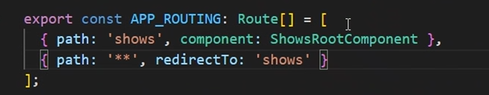 export const APP_ROUTING: Route[] = [
{ path: 'shows', component: ShowsRootComponent },
{ path: '**', redirectTo: 'shows' }
];